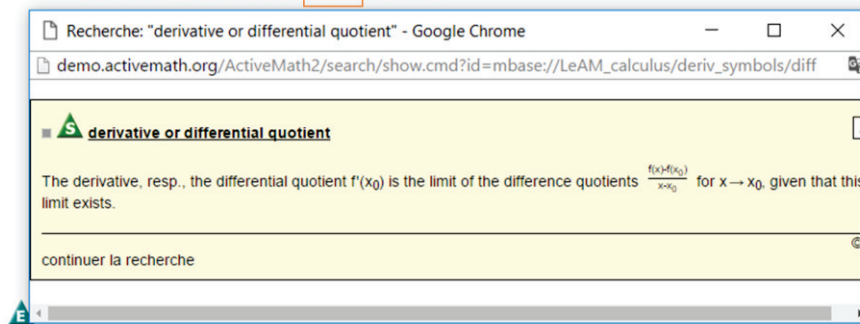 Recherche: "derivative or differential quotient" - Google Chrome
demo.activemath.org/ActiveMath2/search/show.cmd?id=mbase://LeAM_calculus/deriv_symbols/diff
S derivative or differential quotient
The derivative, resp., the differential quotient f'(x₀) is the limit of the difference quotients f(x)-f(x₀)/x-x₀ for x→x₀, given that this
limit exists.
©
continuer la recherche
E